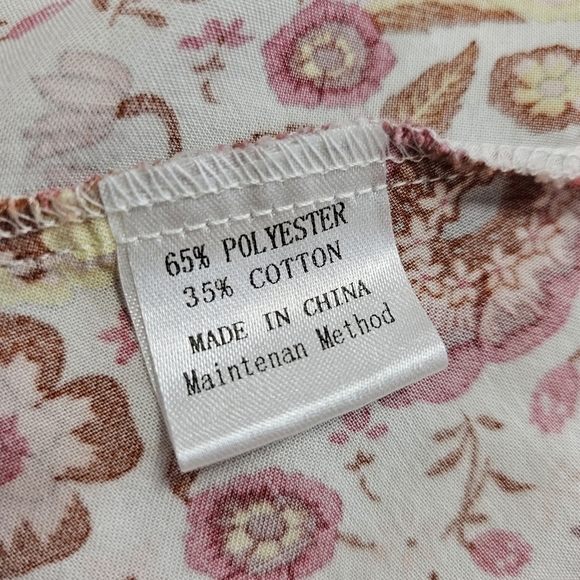 65% POLYESTER
35% COTTON
MADE IN CHINA
Maintenan Method